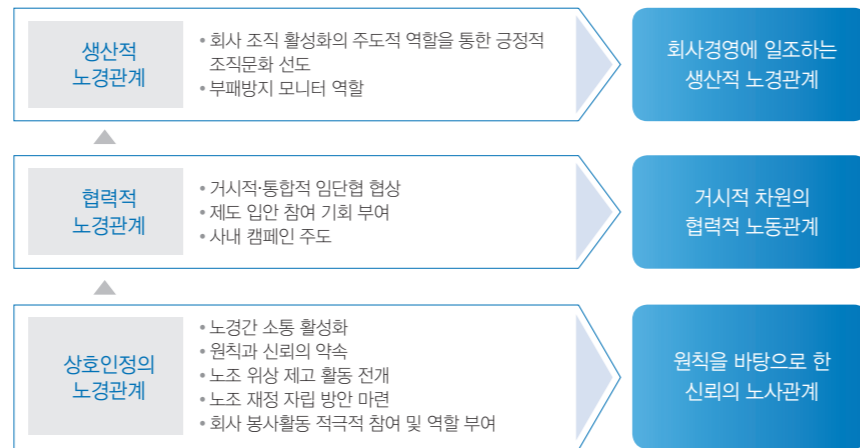 생산적
노경관계
• 회사 조직 활성화의 주도적 역할을 통한 긍정적
조직문화 선도
• 부패방지 모니터 역할
회사경영에 일조하는
생산적 노경관계
협력적
노경관계
• 거시적·통합적 임단협 협상
• 제도 입안 참여 기회 부여
• 사내 캠페인 주도
거시적 차원의
협력적 노동관계
상호인정의
노경관계
• 노경간 소통 활성화
• 원칙과 신뢰의 약속
• 노조 위상 제고 활동 전개
• 노조 재정 자립 방안 마련
• 회사 봉사활동 적극적 참여 및 역할 부여
원칙을 바탕으로 한
신뢰의 노사관계